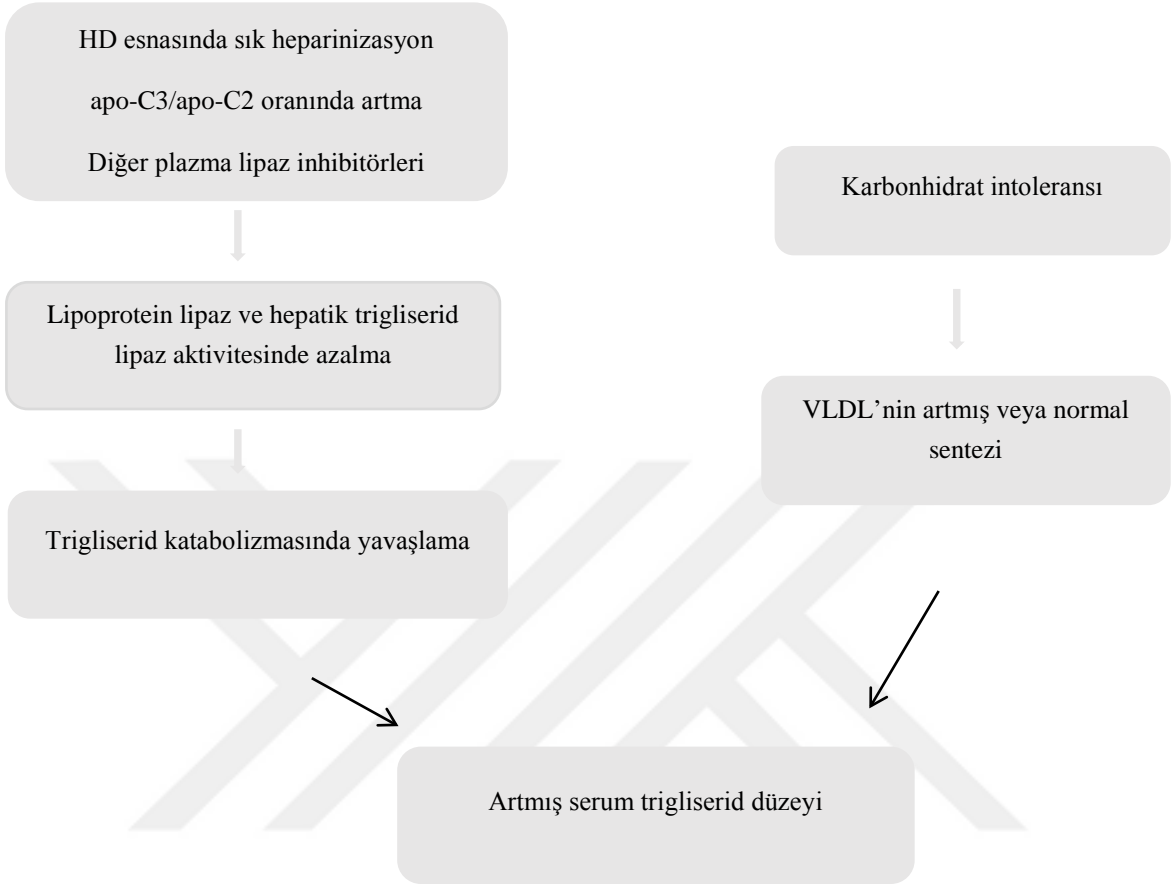 HD esnasında sık heparinizasyon
apo-C3/apo-C2 oranında artma
Diğer plazma lipaz inhibitörleri
Lipoprotein lipaz ve hepatik trigliserid
lipaz aktivitesinde azalma
Trigliserid katabolizmasında yavaşlama
Karbonhidrat intoleransı
VLDL’nin artmış veya normal
sentezi
Artmış serum trigliserid düzeyi